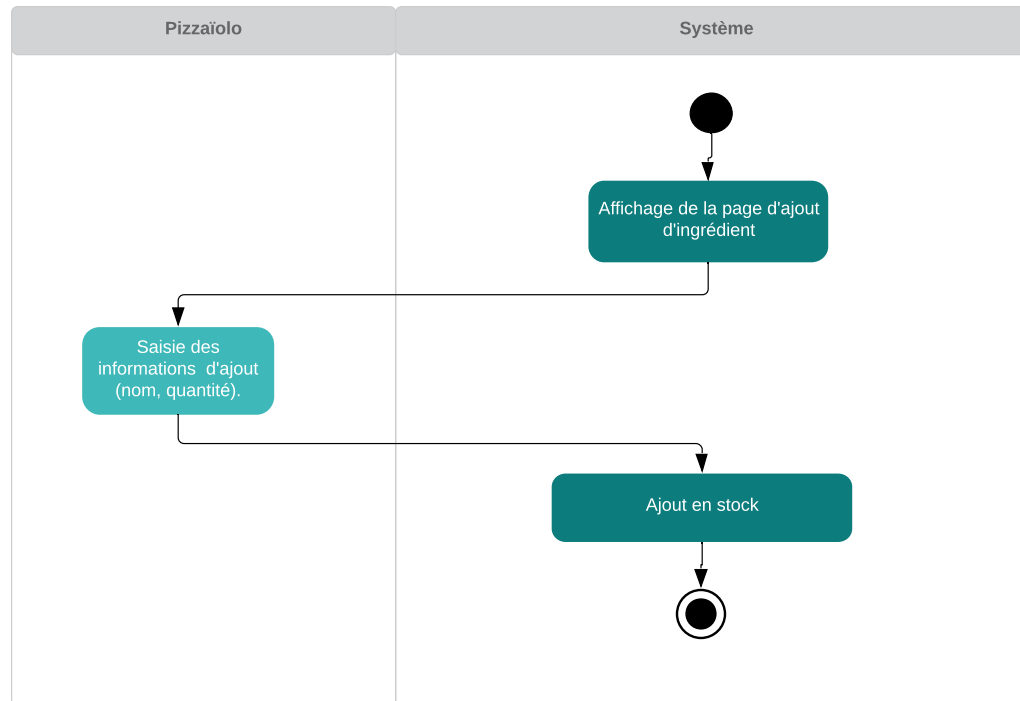 Pizzaïolo
Système
Affichage de la page d'ajout
d'ingrédient
Saisie des
informations  d'ajout
(nom, quantité).
Ajout en stock